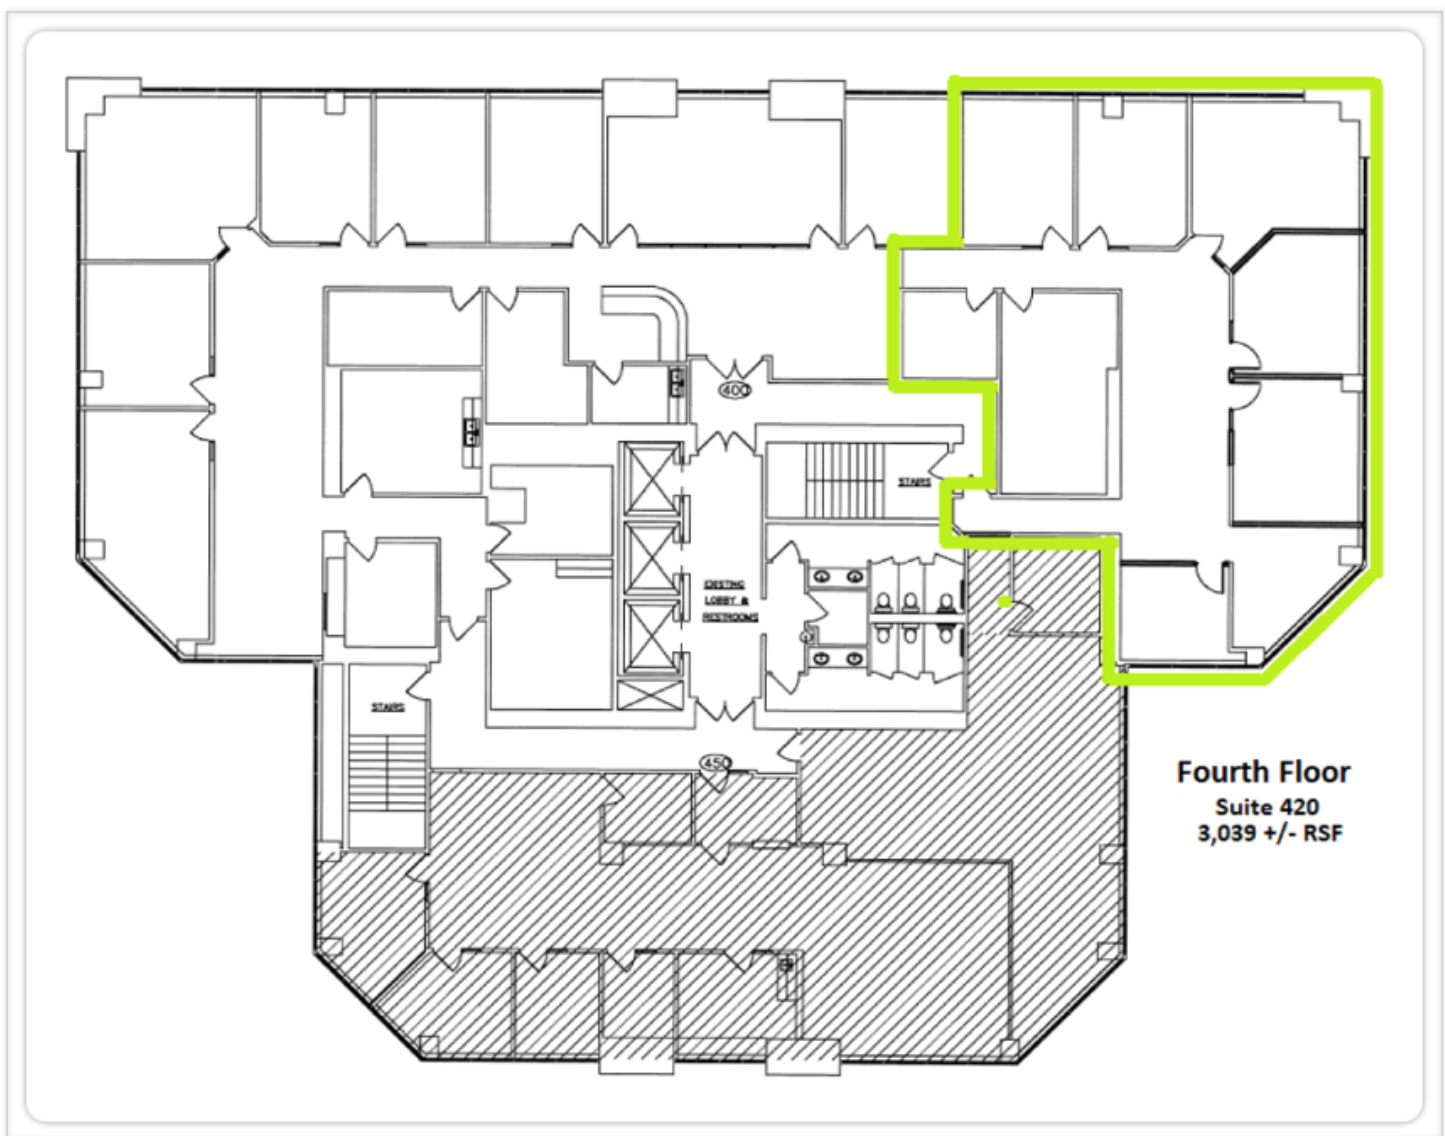 400
STAIRS
EXISTING
LOBBY &
RESTROOMS
STAIRS
450
Fourth Floor
Suite 420
3,039 +/- RSF